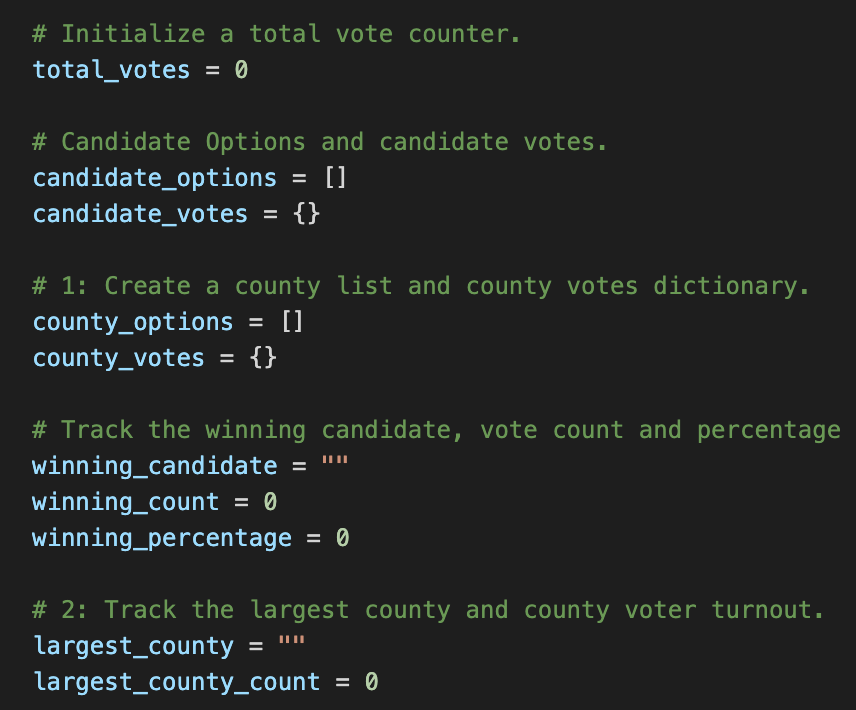 # Initialize a total vote counter.
total_votes = 0
# Candidate Options and candidate votes.
candidate_options = []
candidate_votes = {}
# 1: Create a county list and county votes dictionary.
county_options = []
county_votes = {}
# Track the winning candidate, vote count and percentage
winning_candidate = ""
winning_count = 0
winning_percentage = 0
# 2: Track the largest county and county voter turnout.
largest_county = ""
largest_county_count = 0